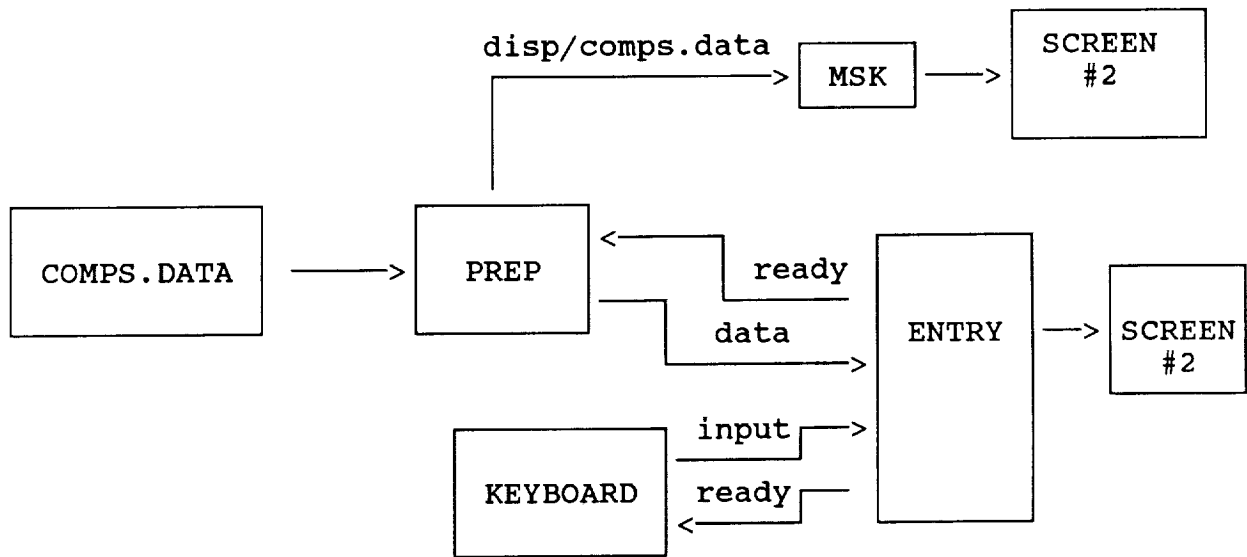 disp/comps.data
MSK
SCREEN
#2
COMPS.DATA
PREP
ready
data
ENTRY
SCREEN
#2
input
KEYBOARD
ready